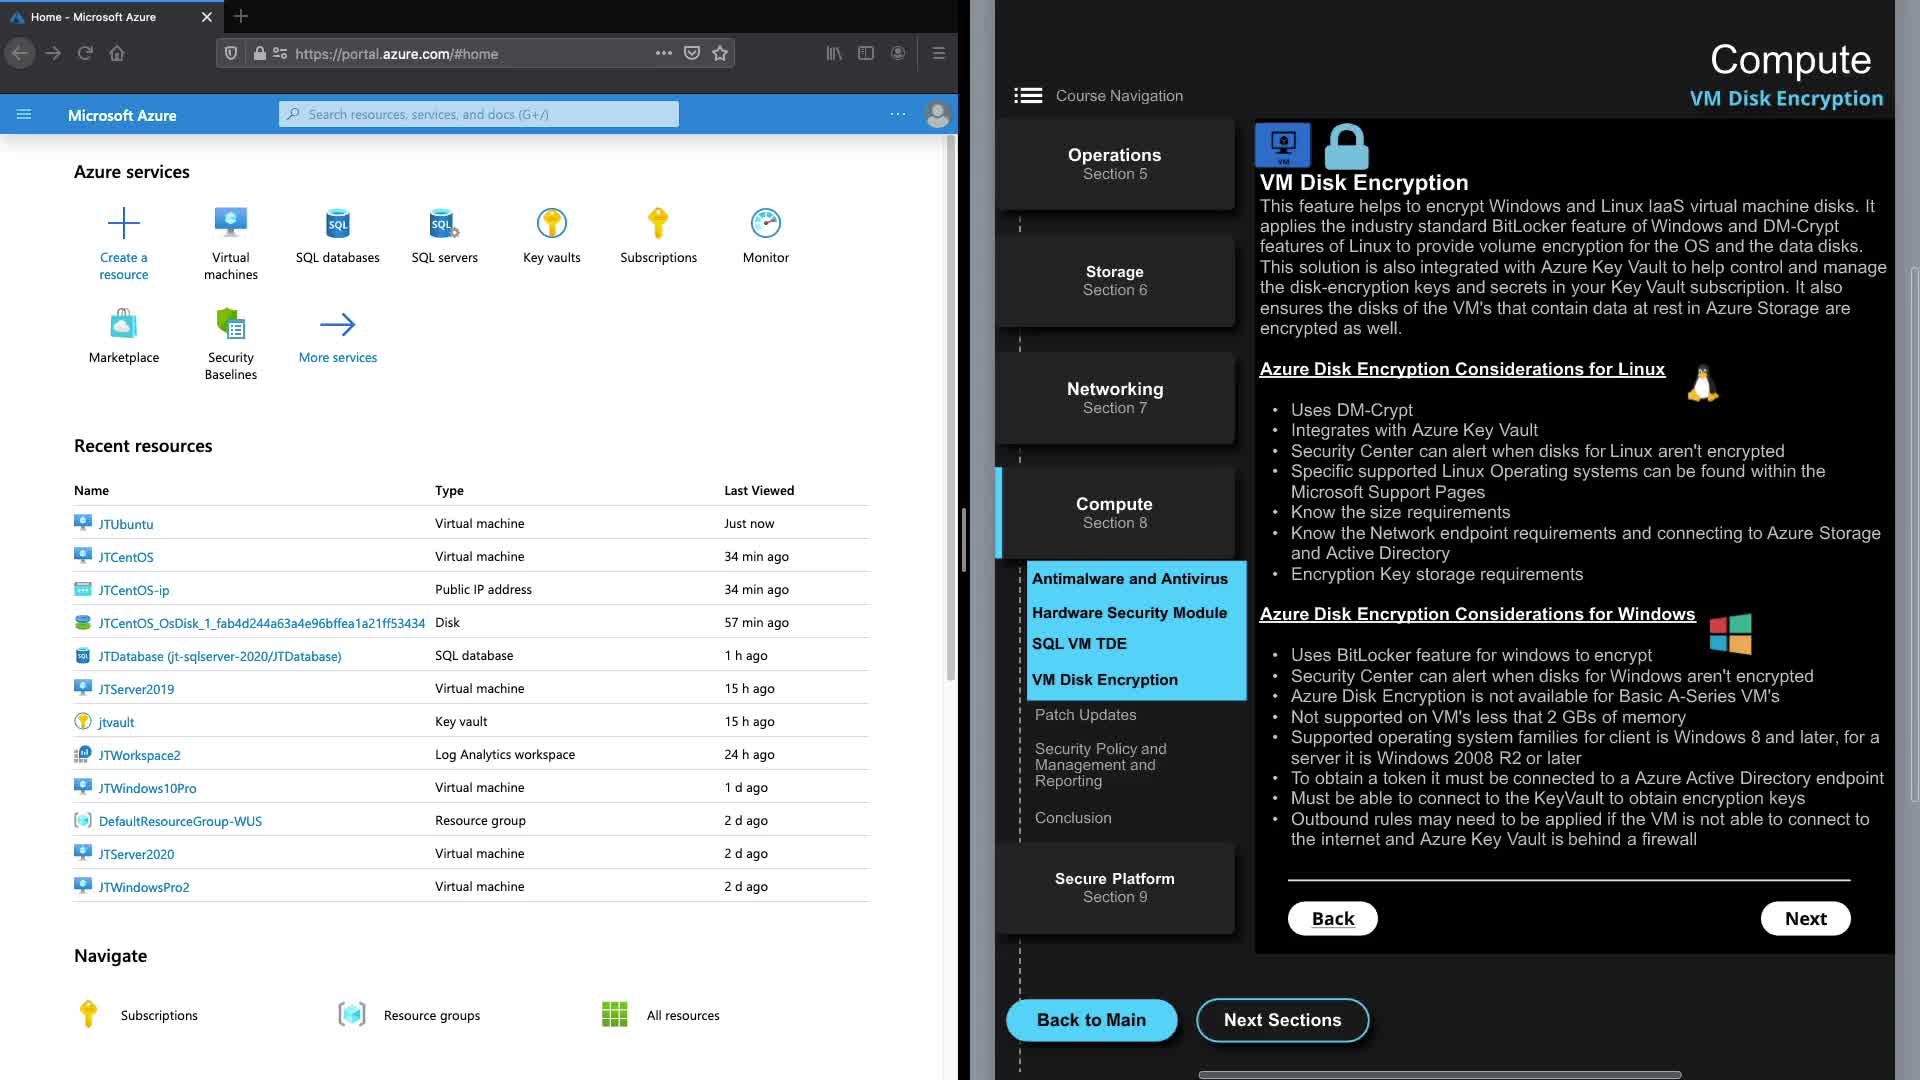 Home - Microsoft Azure
https://portal.azure.com/#home
Microsoft Azure
Search resources, services, and docs (G+/)
Azure services
Create a resource
Virtual machines
SQL databases
SQL servers
Key vaults
Subscriptions
Monitor
Marketplace
Security Baselines
More services
Recent resources
Name Type Last Viewed
JTUbuntu Virtual machine Just now
JTCentOS Virtual machine 34 min ago
JTCentOS-ip Public IP address 34 min ago
JTCentOS_OsDisk_1_fab4d244a63a4e96bffea1a21ff53434 Disk 57 min ago
JTDatabase (jt-sqlserver-2020/JTDatabase) SQL database 1 h ago
JTServer2019 Virtual machine 15 h ago
jtvault Key vault 15 h ago
JTWorkspace2 Log Analytics workspace 24 h ago
JTWindows10Pro Virtual machine 1 d ago
DefaultResourceGroup-WUS Resource group 2 d ago
JTServer2020 Virtual machine 2 d ago
JTWindowsPro2 Virtual machine 2 d ago
Navigate
Subscriptions
Resource groups
All resources
Compute
VM Disk Encryption
Course Navigation
Operations
Section 5
Storage
Section 6
Networking
Section 7
Compute
Section 8
Antimalware and Antivirus
Hardware Security Module
SQL VM TDE
VM Disk Encryption
Patch Updates
Security Policy and
Management and
Reporting
Conclusion
Secure Platform
Section 9
Back to Main
Next Sections
VM
VM Disk Encryption
This feature helps to encrypt Windows and Linux IaaS virtual machine disks. It
applies the industry standard BitLocker feature of Windows and DM-Crypt
features of Linux to provide volume encryption for the OS and the data disks.
This solution is also integrated with Azure Key Vault to help control and manage
the disk-encryption keys and secrets in your Key Vault subscription. It also
ensures the disks of the VM's that contain data at rest in Azure Storage are
encrypted as well.
Azure Disk Encryption Considerations for Linux
• Uses DM-Crypt
• Integrates with Azure Key Vault
• Security Center can alert when disks for Linux aren't encrypted
• Specific supported Linux Operating systems can be found within the
Microsoft Support Pages
• Know the size requirements
• Know the Network endpoint requirements and connecting to Azure Storage
and Active Directory
• Encryption Key storage requirements
Azure Disk Encryption Considerations for Windows
• Uses BitLocker feature for windows to encrypt
• Security Center can alert when disks for Windows aren't encrypted
• Azure Disk Encryption is not available for Basic A-Series VM's
• Not supported on VM's less that 2 GBs of memory
• Supported operating system families for client is Windows 8 and later, for a
server it is Windows 2008 R2 or later
• To obtain a token it must be connected to a Azure Active Directory endpoint
• Must be able to connect to the KeyVault to obtain encryption keys
• Outbound rules may need to be applied if the VM is not able to connect to
the internet and Azure Key Vault is behind a firewall
Back
Next